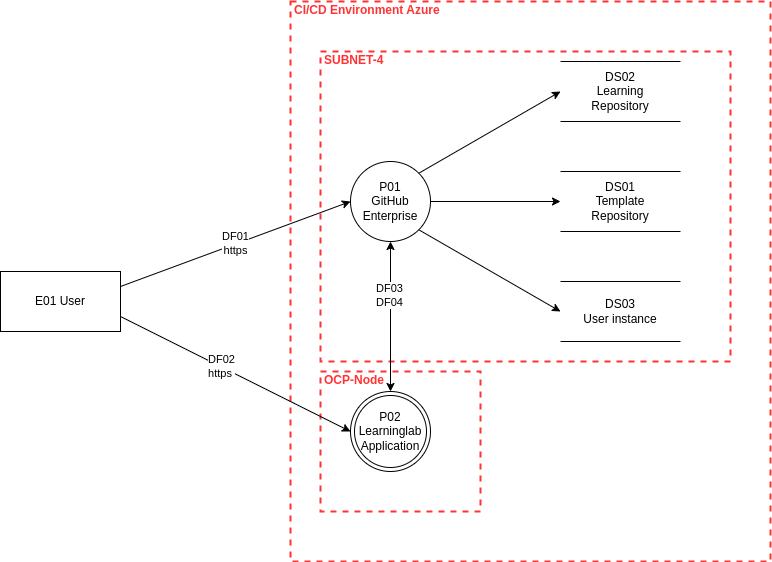 CI/CD Environment Azure
SUBNET-4
DS02
Learning
Repository
P01
GitHub
Enterprise
DS01
Template
Repository
DF01
https
E01 User
DF03
DF04
DS03
User instance
DF02
https
OCP-Node
P02
Learninglab
Application